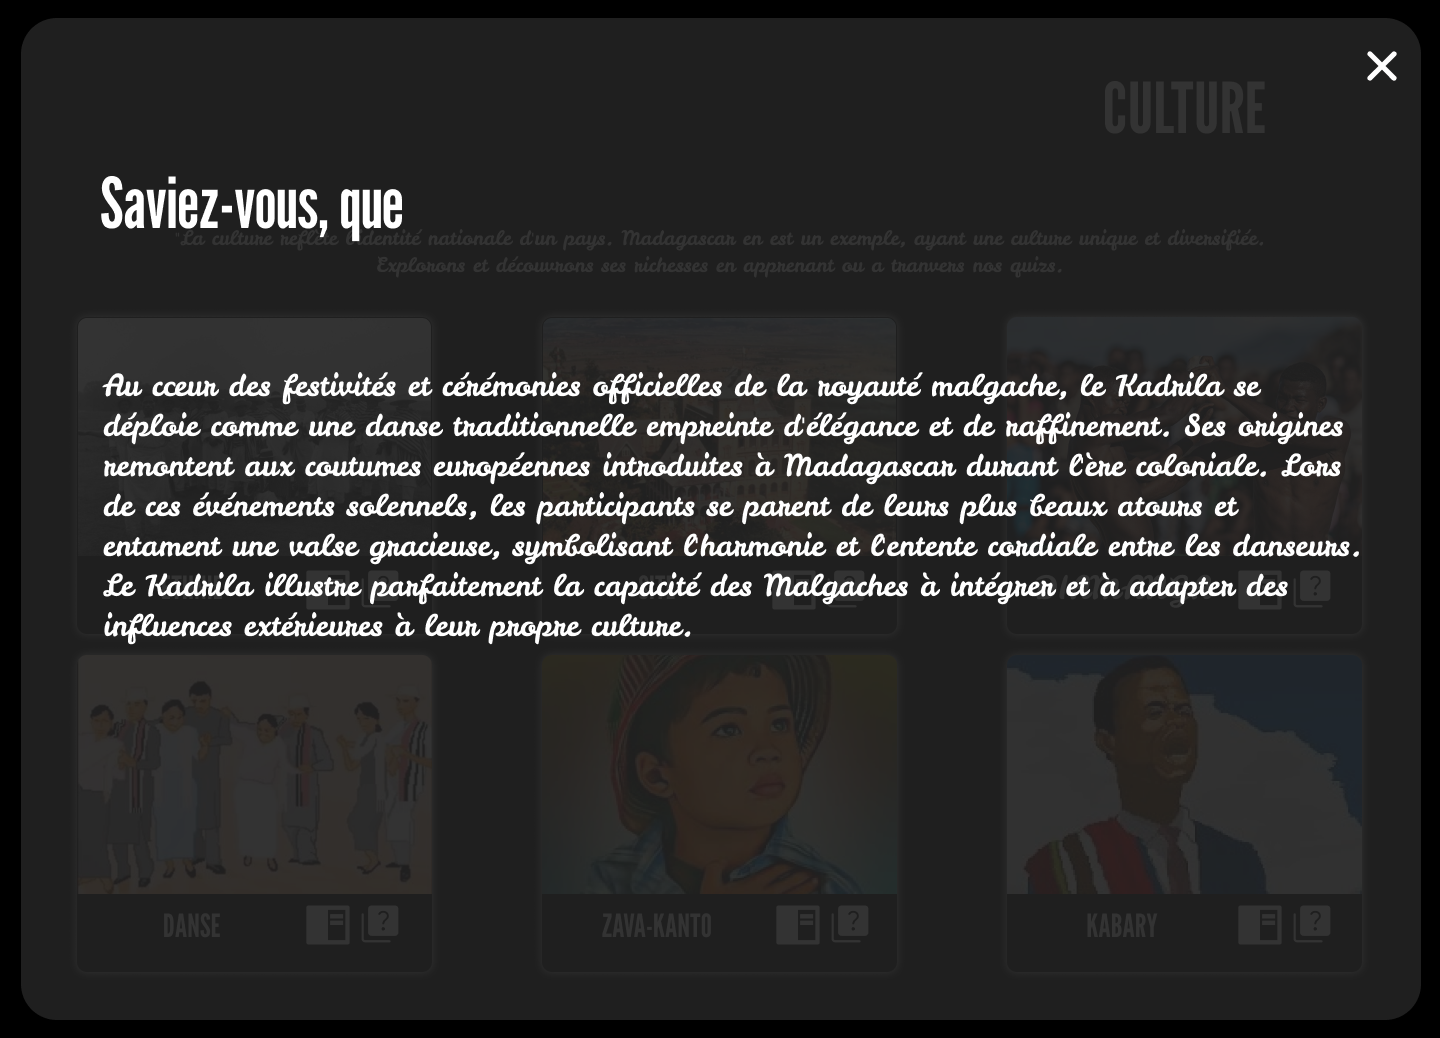 CULTURE
Saviez-vous, que
"La culture reflète l'identité nationale d'un pays. Madagascar en est un exemple, ayant une culture unique et diversifiée.
Explorons et découvrons ses richesses en apprenant ou a tranvers nos quizs.
Au cœur des festivités et cérémonies officielles de la royauté malgache, le Kadrila se
déploie comme une danse traditionnelle empreinte d'élégance et de raffinement. Ses origines
remontent aux coutumes européennes introduites à Madagascar durant l'ère coloniale. Lors
de ces événements solennels, les participants se parent de leurs plus beaux atours et
entament une valse gracieuse, symbolisant l'harmonie et l'entente cordiale entre les danseurs.
Le Kadrila illustre parfaitement la capacité des Malgaches à intégrer et à adapter des
influences extérieures à leur propre culture.
DANSE
ZAVA-KANTO
KABARY